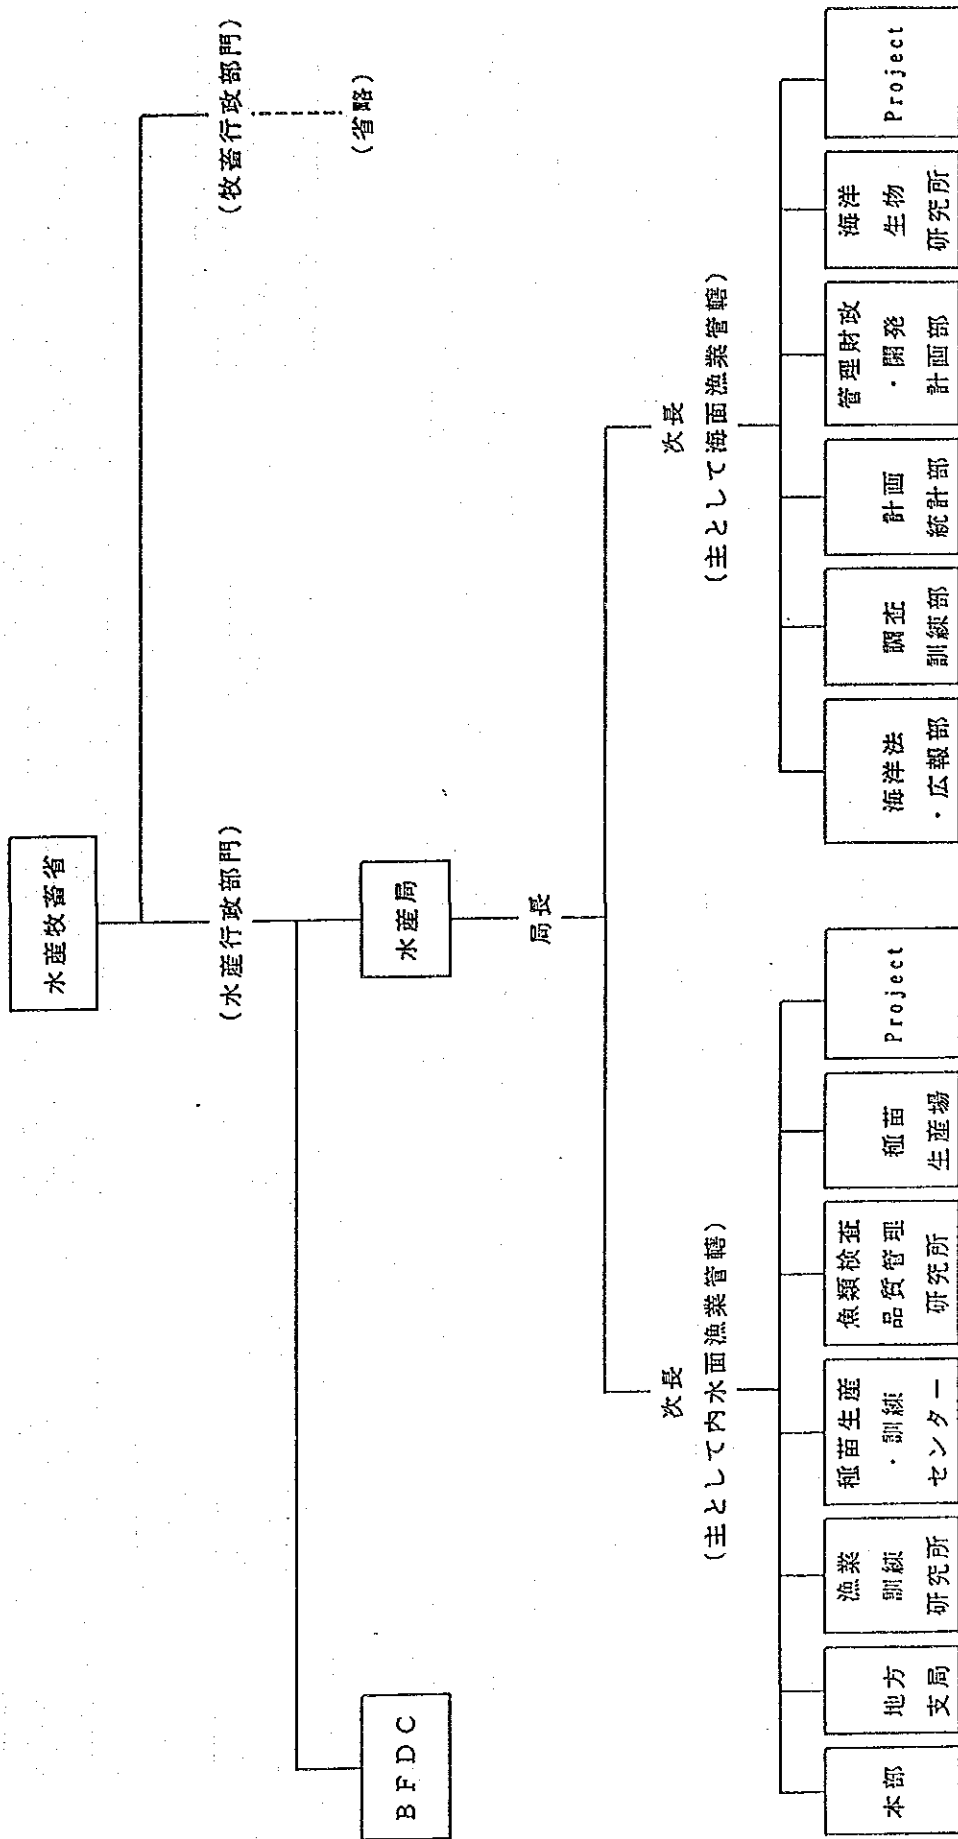 水産牧畜省
(水産行政部門)
(牧畜行政部門)
(省略)
BFDC
水産局
局長
次長
(主として内水面漁業管轄)
次長
(主として海面漁業管轄)
本部
地方
支局
漁業
訓練
研究所
種苗生産
・訓練
センター
魚類検査
品質管理
研究所
種苗
生産場
Project
海洋法
・広報部
調査
訓練部
計画
統計部
管理財政
・開発
計画部
海洋
生物
研究所
Project